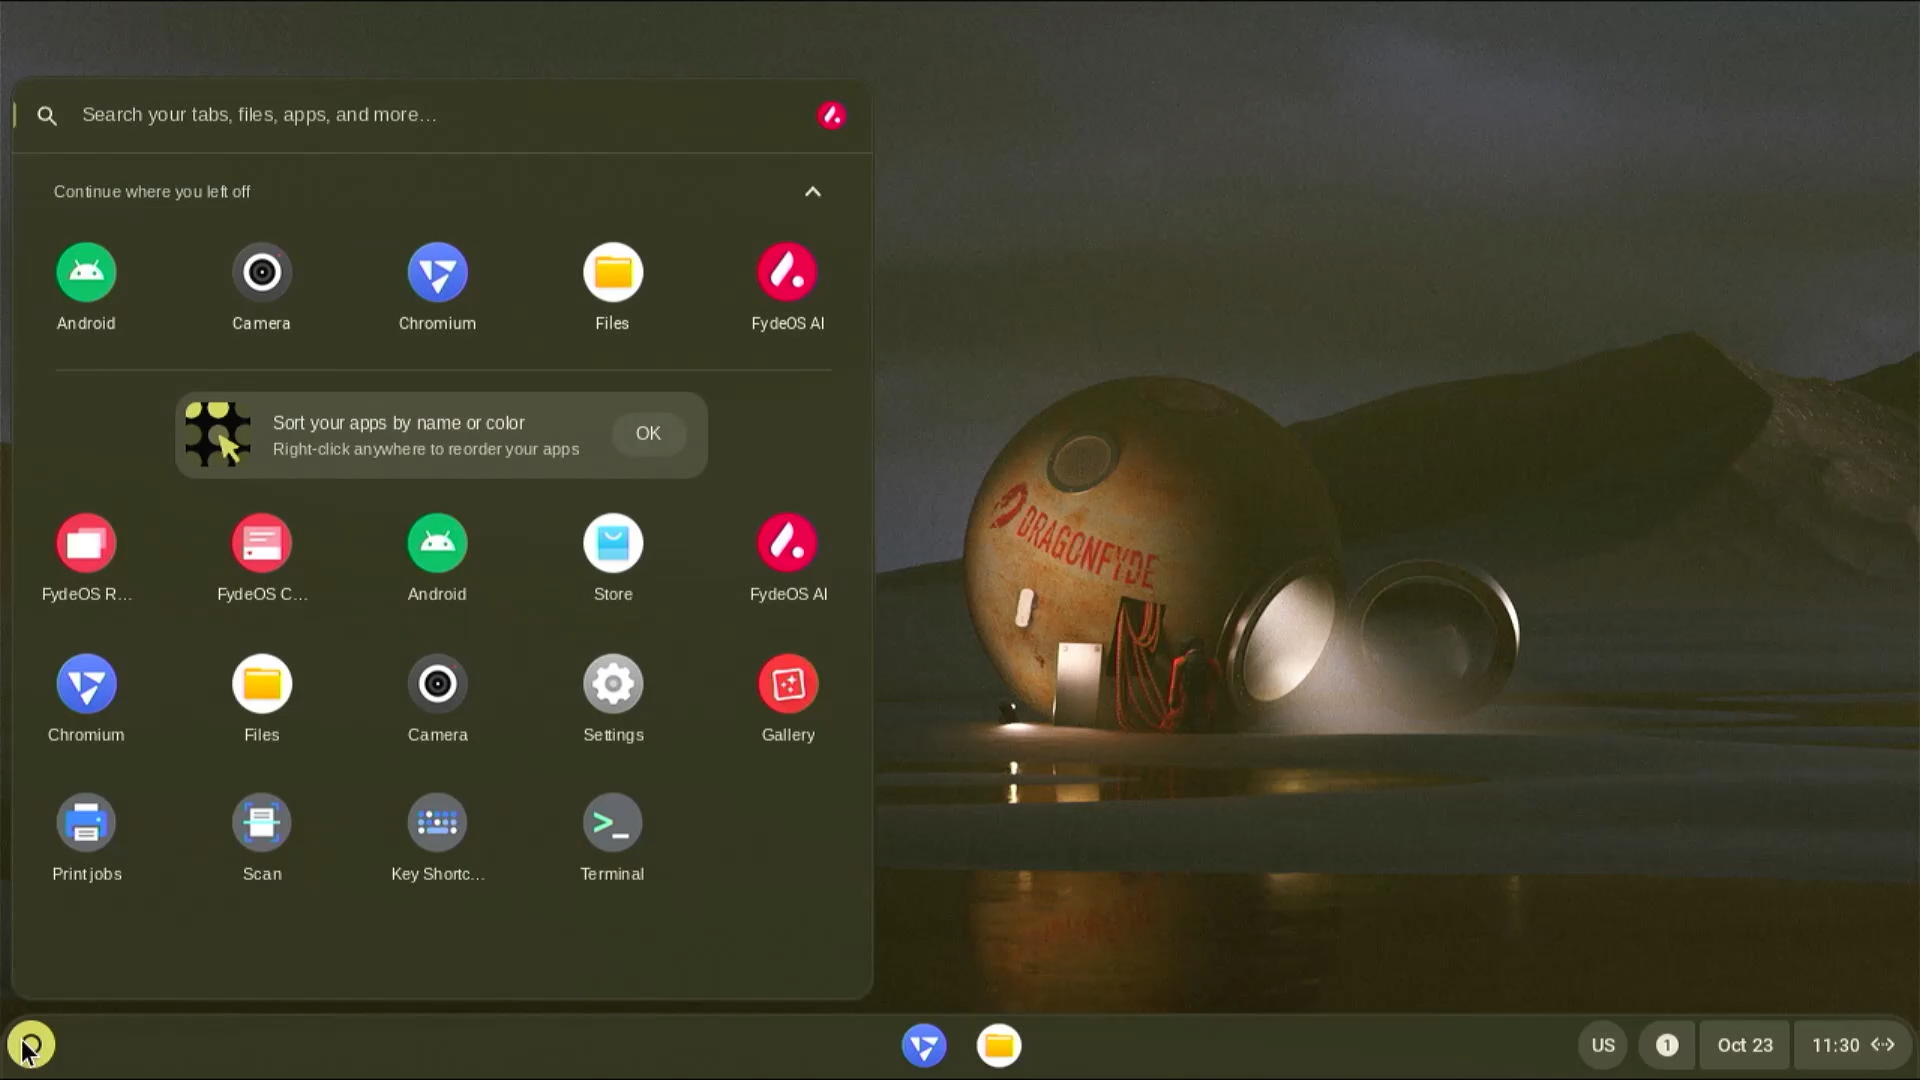 Search your tabs, files, apps, and more…
Continue where you left off
Android
Camera
Chromium
Files
FydeOS AI
Sort your apps by name or color
Right-click anywhere to reorder your apps
OK
FydeOS R…
FydeOS C…
Android
Store
FydeOS AI
Chromium
Files
Camera
Settings
Gallery
Print jobs
Scan
Key Shortc…
Terminal
DRAGONFYDE
US
1
Oct 23
11:30